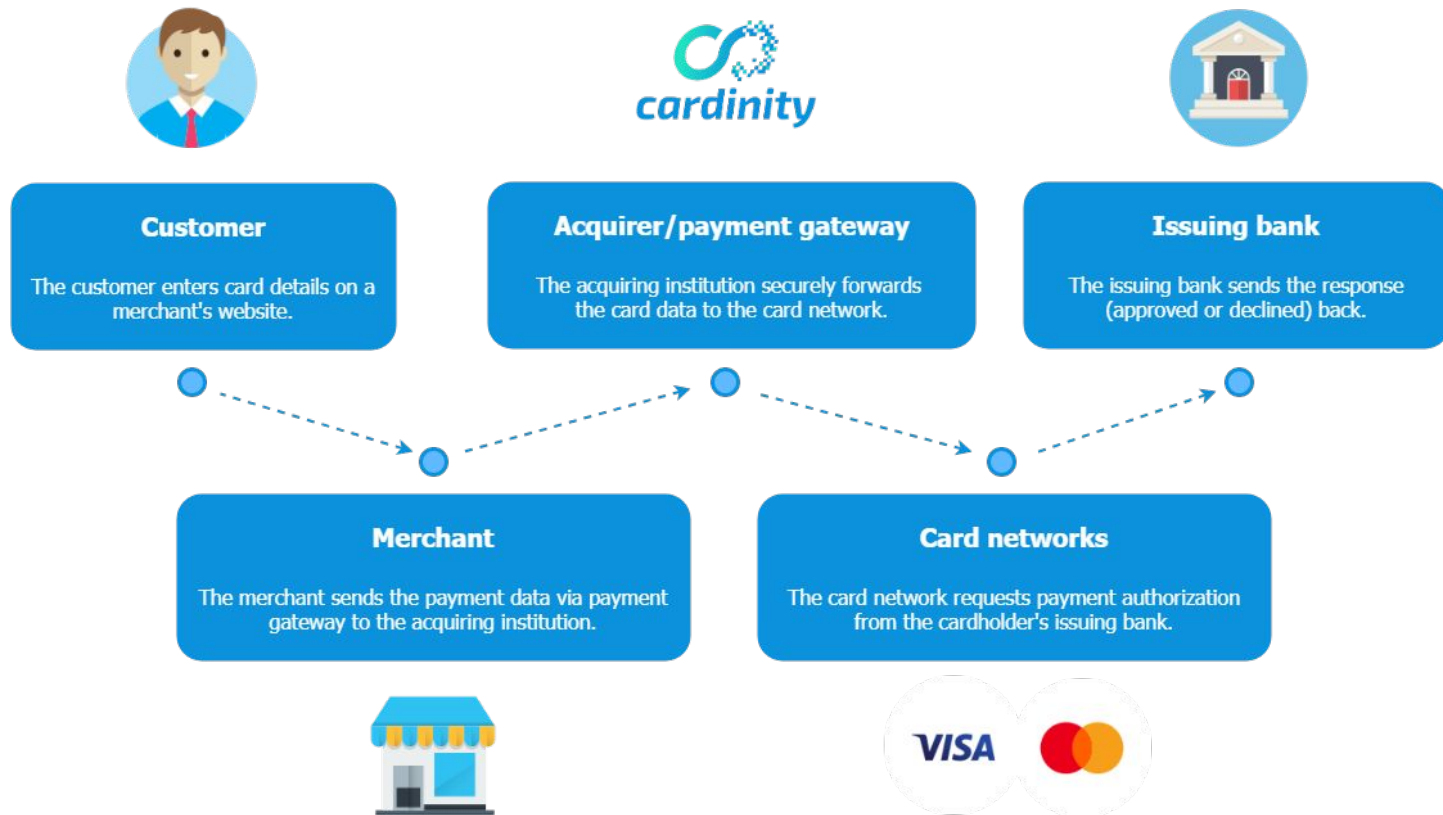 cardinity
Customer
The customer enters card details on a
merchant's website.
Acquirer/payment gateway
The acquiring institution securely forwards
the card data to the card network.
Issuing bank
The issuing bank sends the response
(approved or declined) back.
Merchant
The merchant sends the payment data via payment
gateway to the acquiring institution.
Card networks
The card network requests payment authorization
from the cardholder's issuing bank.
VISA